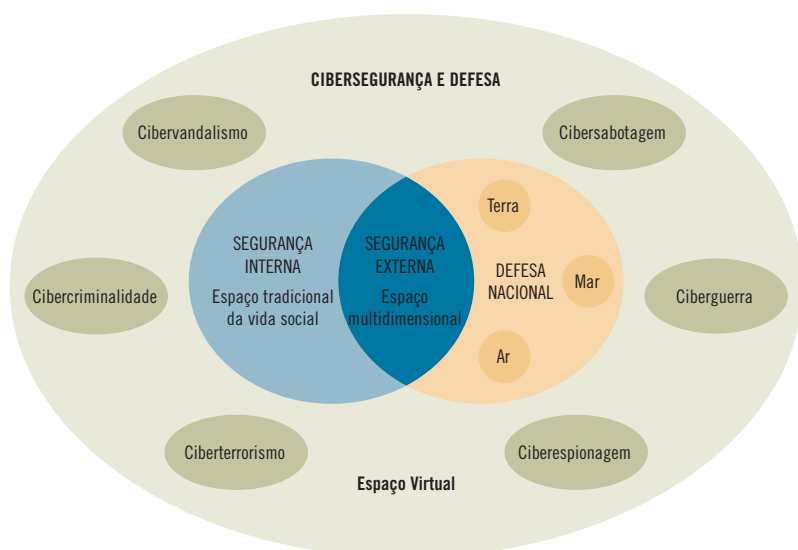 CIBERSEGURANÇA E DEFESA
Cibervandalismo
Cibersabotagem
Terra
SEGURANÇA
INTERNA
Espaço tradicional
da vida social
SEGURANÇA
EXTERNA
Espaço
multidimensional
DEFESA
NACIONAL
Mar
Cibercriminalidade
Ciberguerra
Ar
Ciberterrorismo
Ciberespionagem
Espaço Virtual